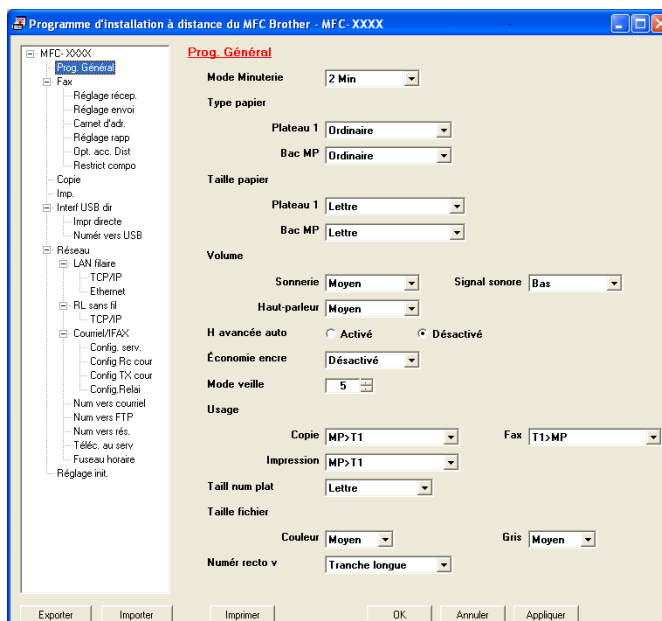 Programme d'installation à distance du MFC Brother - MFC-XXXX
MFC- XXXX
Prog. Général
Fax
Réglage récep.
Réglage envoi
Carnet d'adr.
Réglage rapp
Opt. acc. Dist
Restrict compo
Copie
Imp.
Interf USB dir
Impr directe
Numér vers USB
Réseau
LAN filaire
TCP/IP
Ethernet
RL sans fil
TCP/IP
Courriel/IFAX
Config. serv.
Config Rc cour
Config TX cour
Config.Relai
Num vers courriel
Num vers FTP
Num vers rés.
Téléc. au serv
Fuseau horaire
Réglage init.
Prog. Général
Mode Minuterie 2 Min
Type papier
Plateau 1 Ordinaire
Bac MP Ordinaire
Taille papier
Plateau 1 Lettre
Bac MP Lettre
Volume
Sonnerie Moyen Signal sonore Bas
Haut-parleur Moyen
H avancée auto Activé Désactivé
Économie encre Désactivé
Mode veille 5
Usage
Copie MP>T1 Fax T1>MP
Impression MP>T1
Taill num plat Lettre
Taille fichier
Couleur Moyen Gris Moyen
Numér recto v Tranche longue
Exporter Importer Imprimer OK Annuler Appliquer